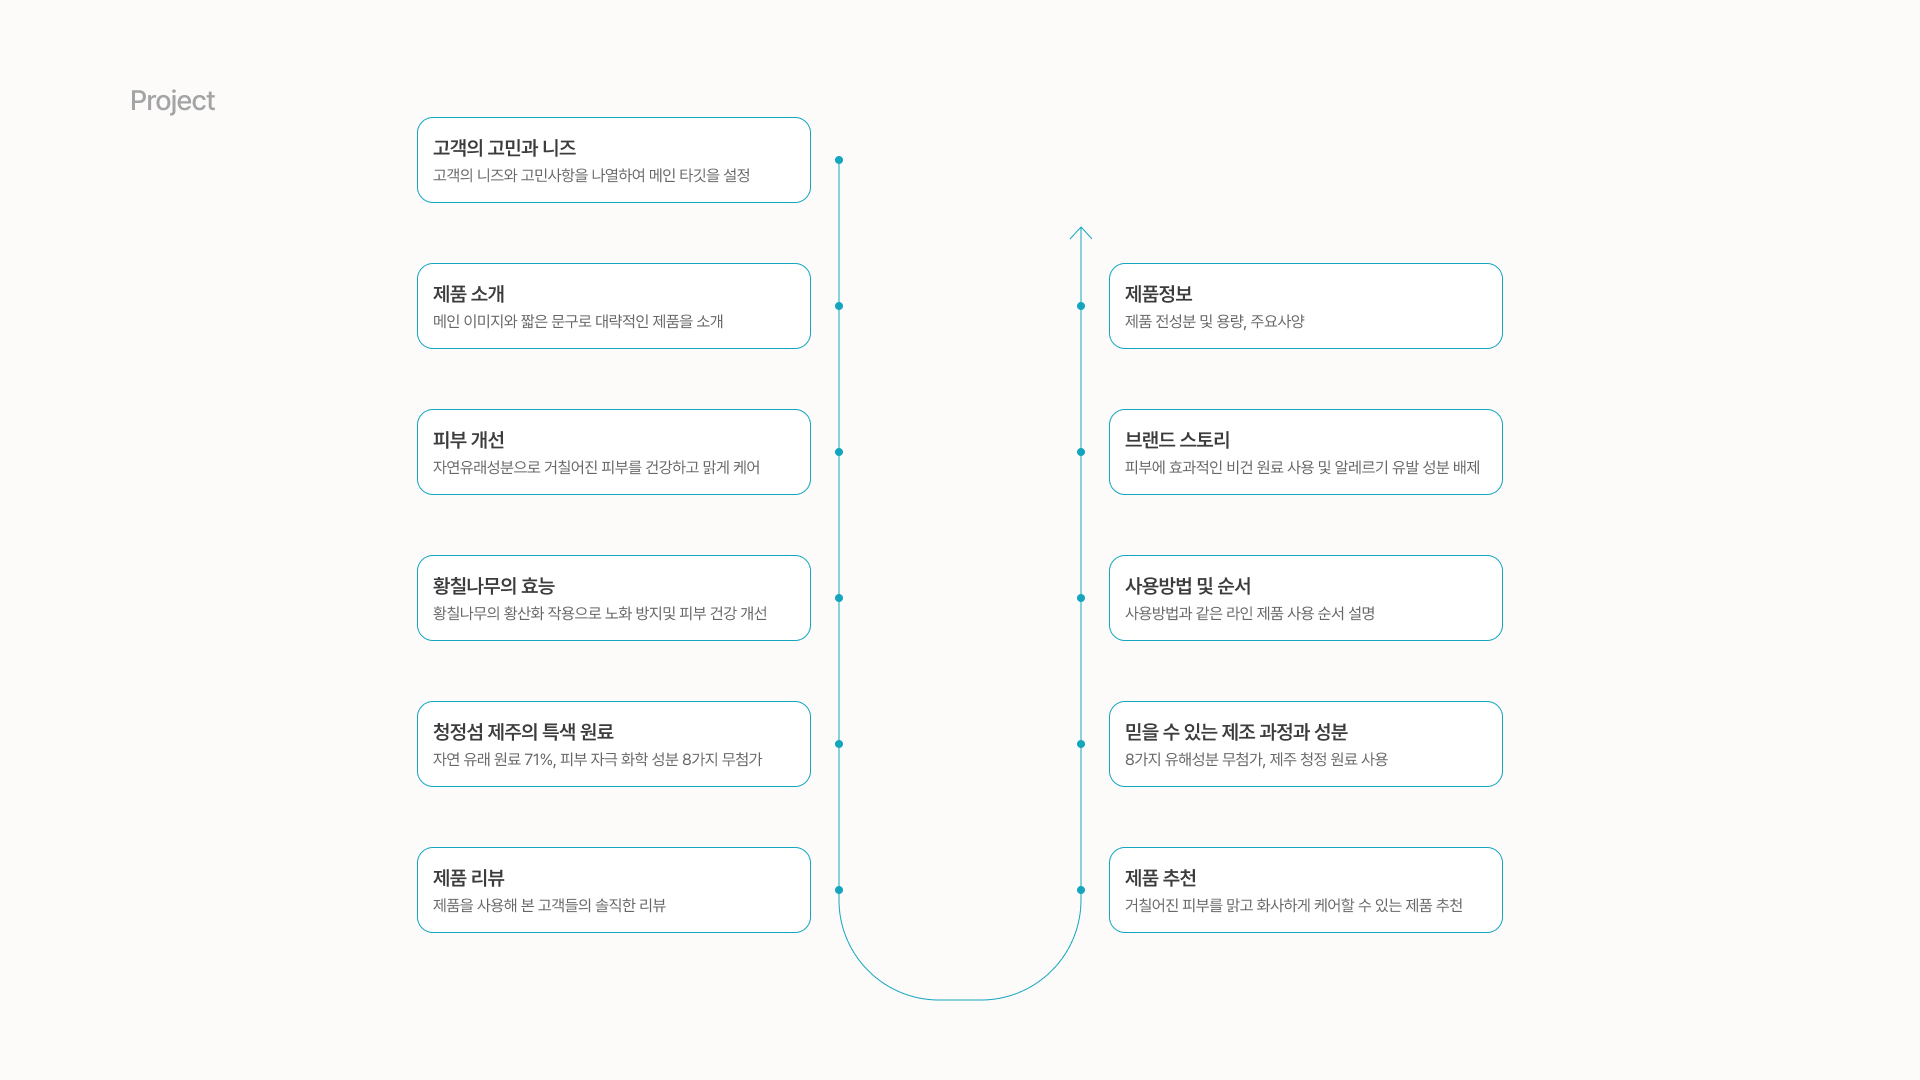 Project
고객의 고민과 니즈
고객의 니즈와 고민사항을 나열하여 메인 타깃을 설정
제품 소개
메인 이미지와 짧은 문구로 대략적인 제품을 소개
피부 개선
자연유래성분으로 거칠어진 피부를 건강하고 맑게 케어
황칠나무의 효능
황칠나무의 황산화 작용으로 노화 방지및 피부 건강 개선
청정섬 제주의 특색 원료
자연 유래 원료 71%, 피부 자극 화학 성분 8가지 무첨가
제품 리뷰
제품을 사용해 본 고객들의 솔직한 리뷰
제품 추천
거칠어진 피부를 맑고 화사하게 케어할 수 있는 제품 추천
믿을 수 있는 제조 과정과 성분
8가지 유해성분 무첨가, 제주 청정 원료 사용
사용방법 및 순서
사용방법과 같은 라인 제품 사용 순서 설명
브랜드 스토리
피부에 효과적인 비건 원료 사용 및 알레르기 유발 성분 배제
제품정보
제품 전성분 및 용량, 주요사양